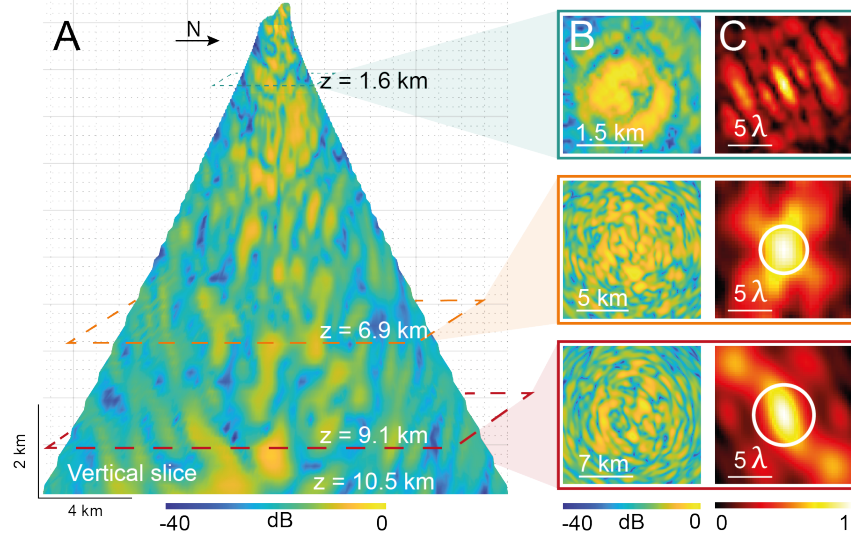 A
N
z = 1.6 km
z = 6.9 km
z = 9.1 km
z = 10.5 km
Vertical slice
2 km
4 km
-40 dB 0
B
C
1.5 km
5 λ
5 km
5 λ
7 km
5 λ
-40 dB 0
0 1